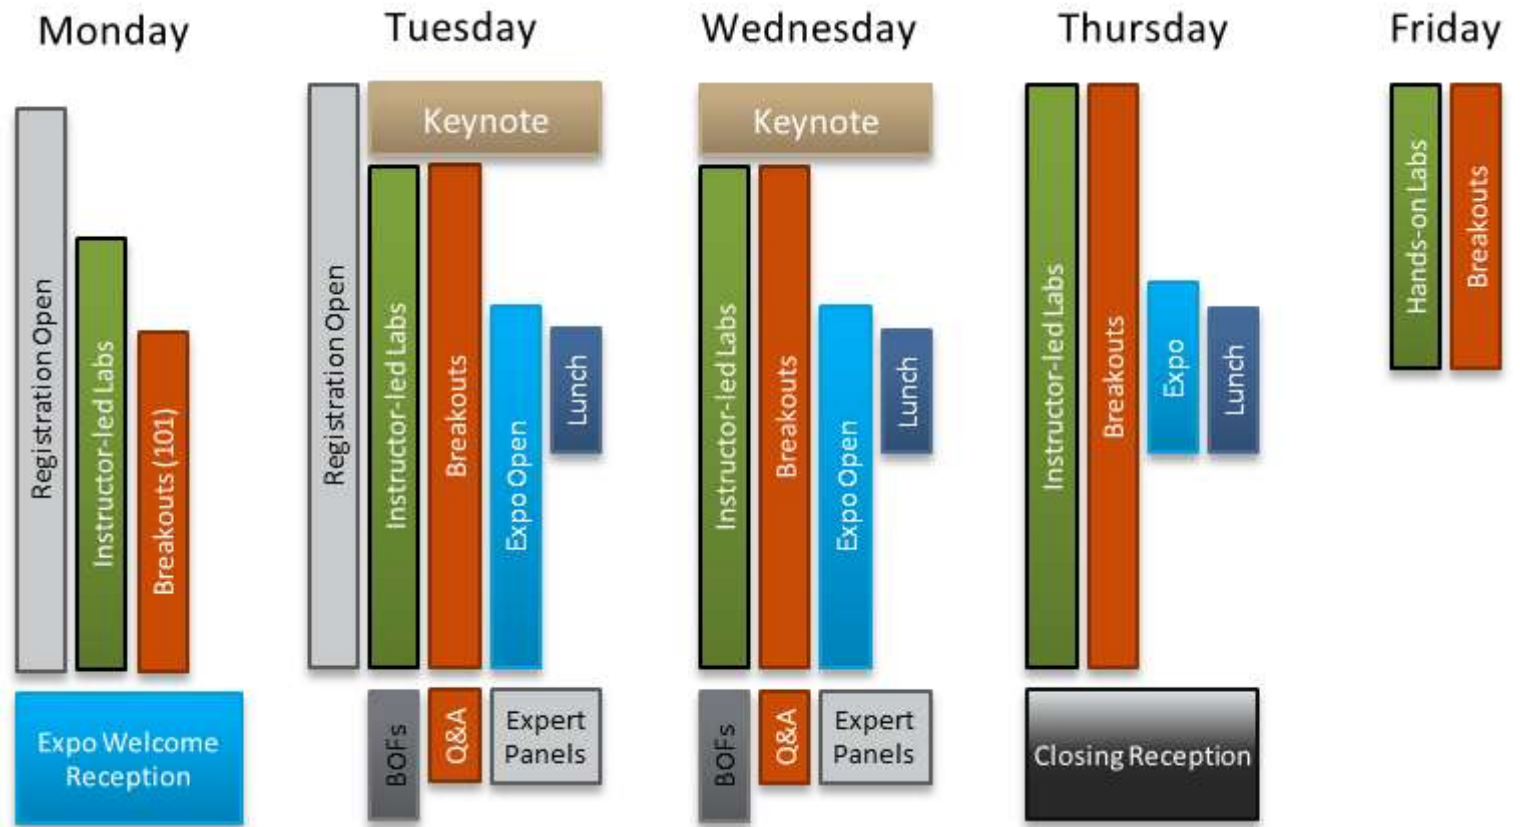 Monday
Registration Open
Instructor-led Labs
Breakouts (101)
Expo Welcome
Reception
Tuesday
Registration Open
Keynote
Instructor-led Labs
Breakouts
Expo Open
Lunch
BOFs
Q&A
Expert
Panels
Wednesday
Keynote
Instructor-led Labs
Breakouts
Expo Open
Lunch
BOFs
Q&A
Expert
Panels
Thursday
Instructor-led Labs
Breakouts
Expo
Lunch
Closing Reception
Friday
Hands-on Labs
Breakouts